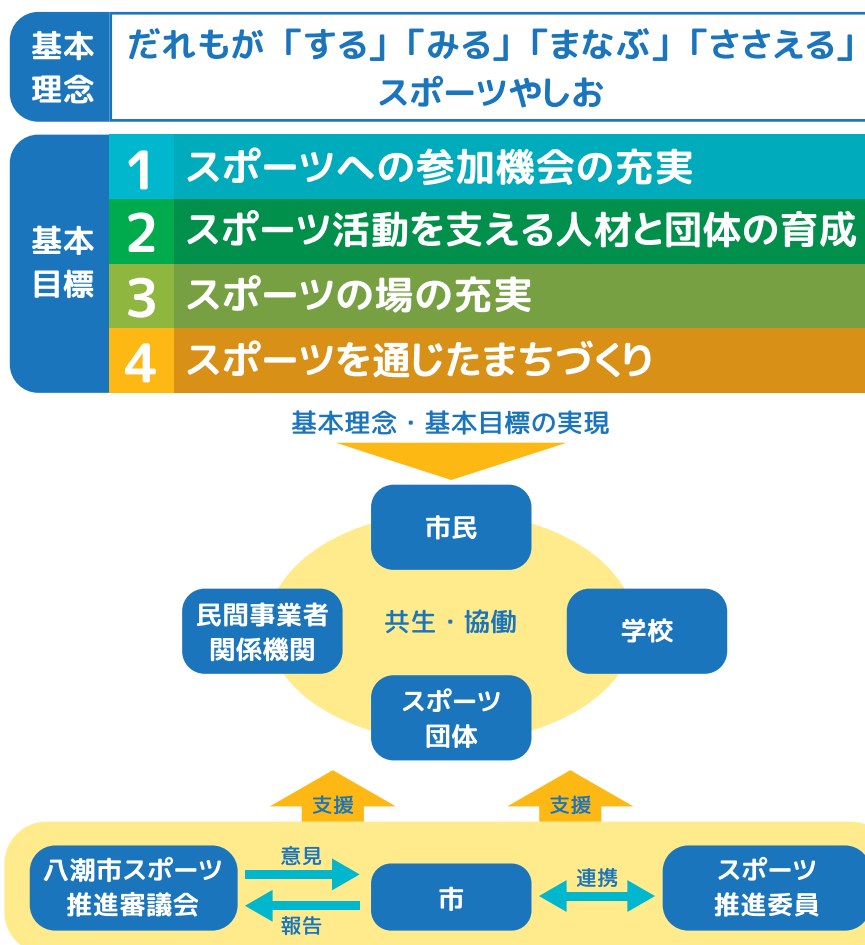 基本
理念
だれもが「する」「みる」「まなぶ」「ささえる」
スポーツやしお
基本
目標
1 スポーツへの参加機会の充実
2 スポーツ活動を支える人材と団体の育成
3 スポーツの場の充実
4 スポーツを通じたまちづくり
基本理念・基本目標の実現
市民
民間事業者
関係機関
共生・協働
学校
スポーツ
団体
支援
支援
八潮市スポーツ
推進審議会
意見
報告
市
連携
スポーツ
推進委員